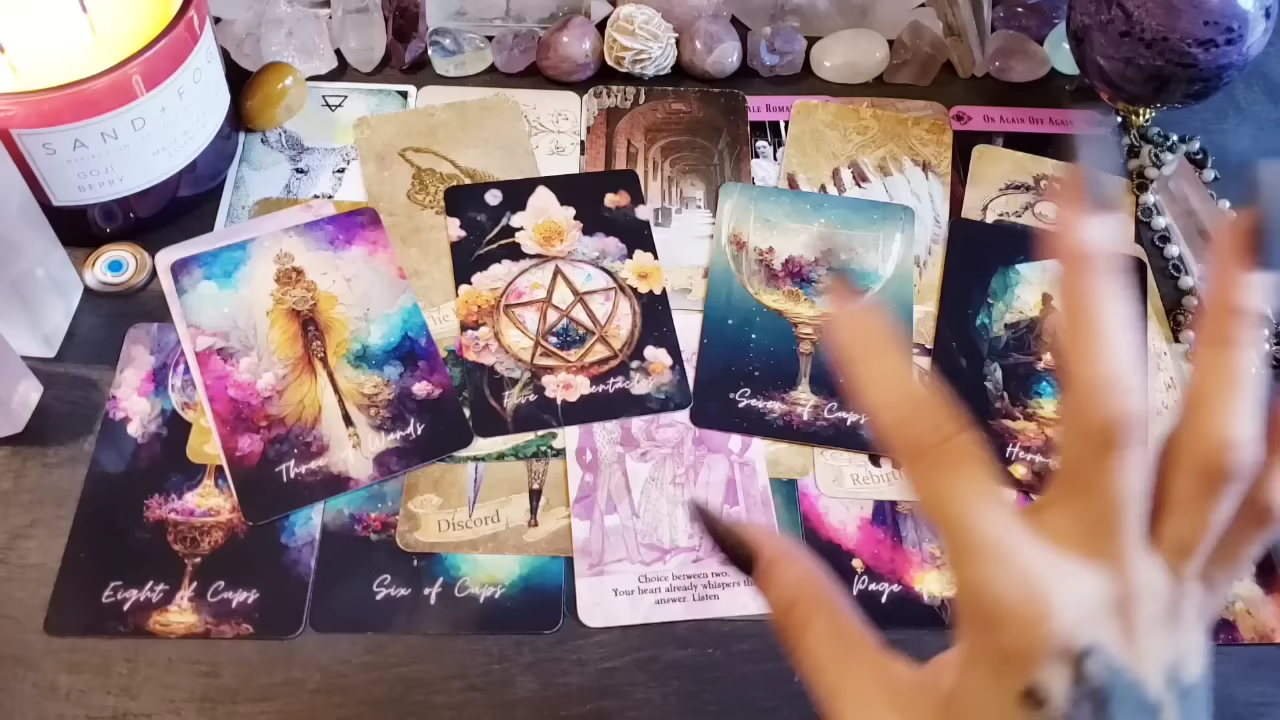 SAND + FOG
GOJI
BERRY
ON AGAIN OFF AGAIN
Three of Wands
Five of Pentacles
Seven of Cups
Hermit
Rebirth
Discord
Eight of Cups
Six of Cups
Choice between two.
Your heart already whispers the
answer. Listen
Page